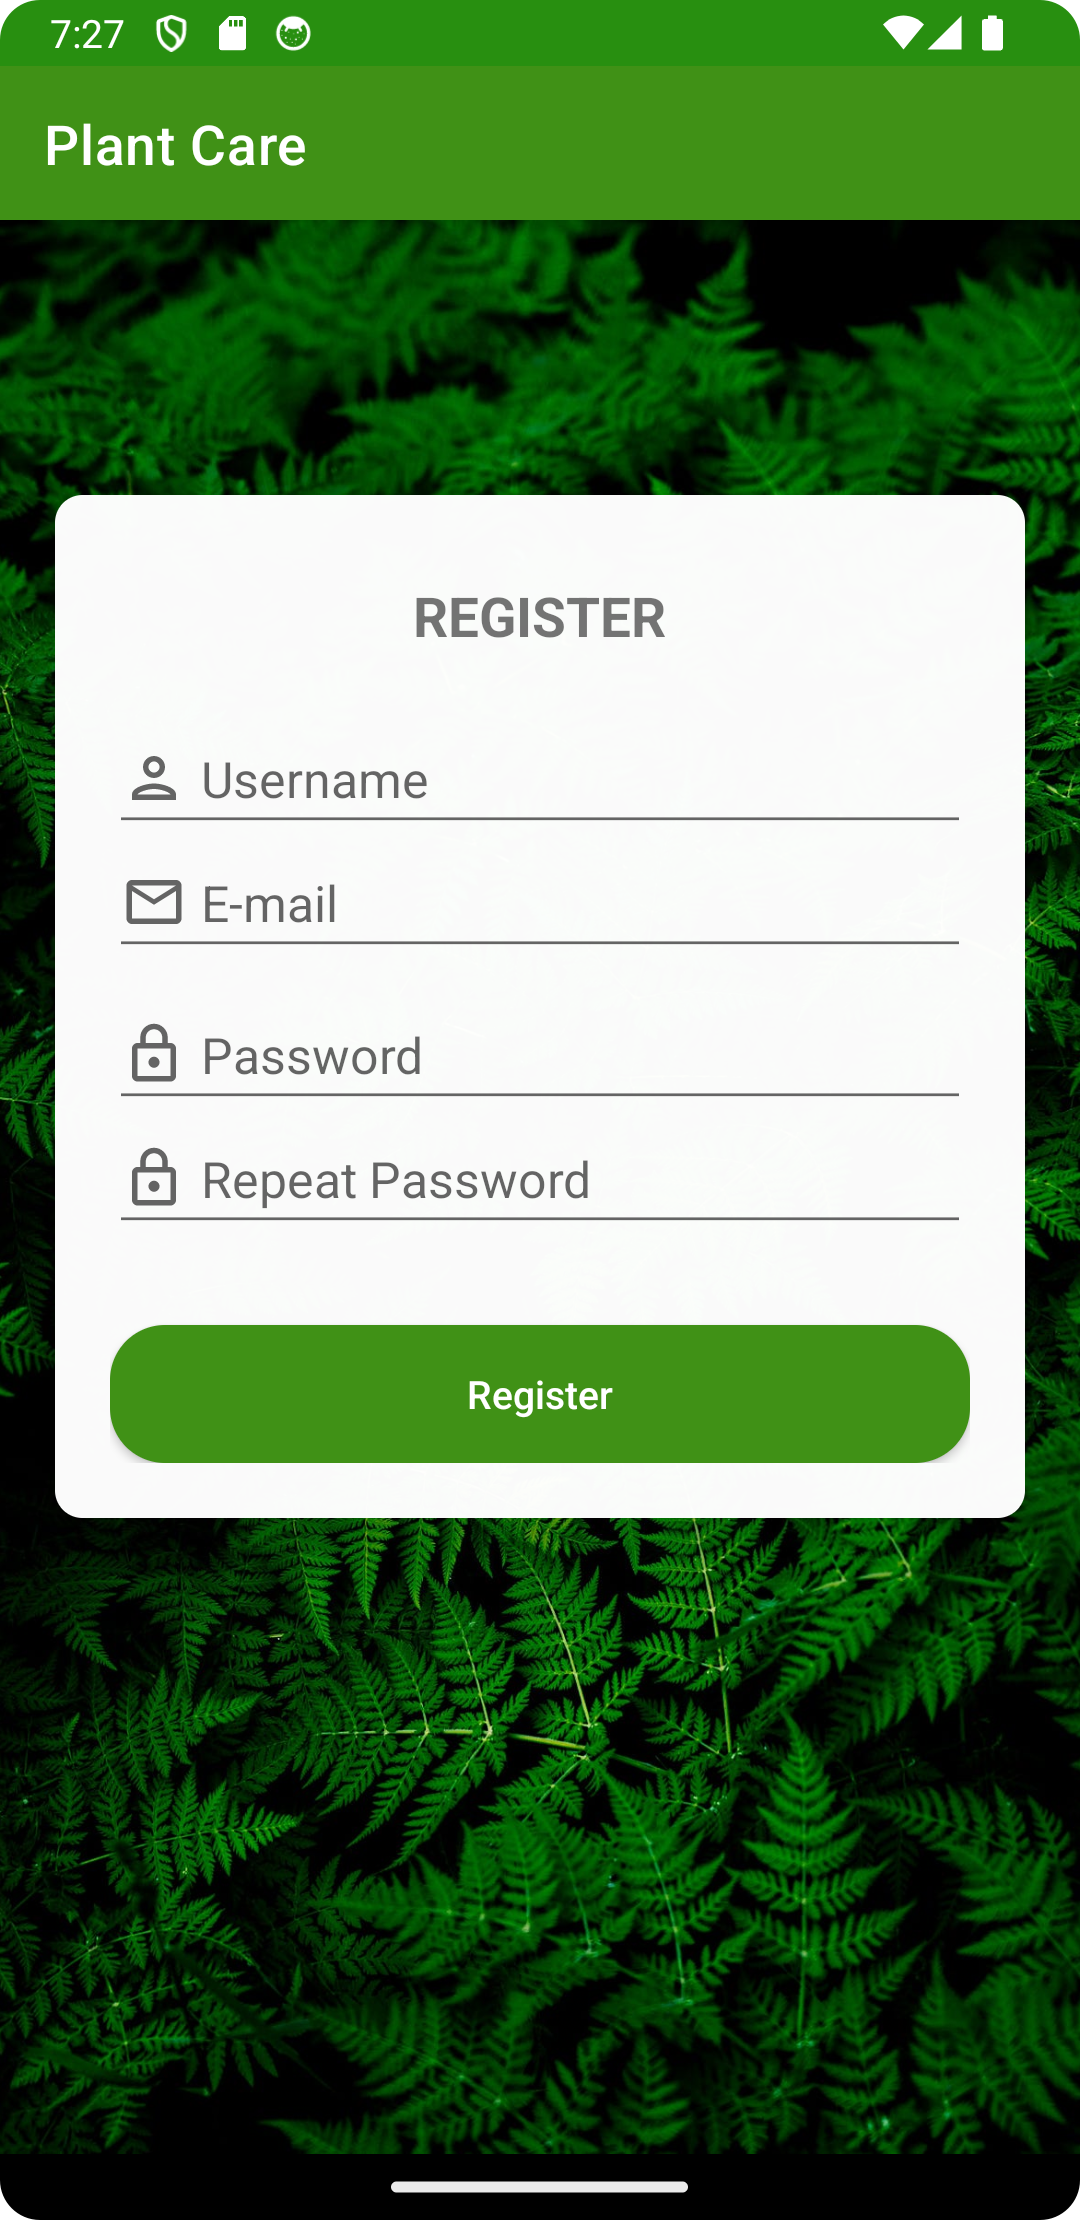 7:27
Plant Care
REGISTER
Username
E-mail
Password
Repeat Password
Register